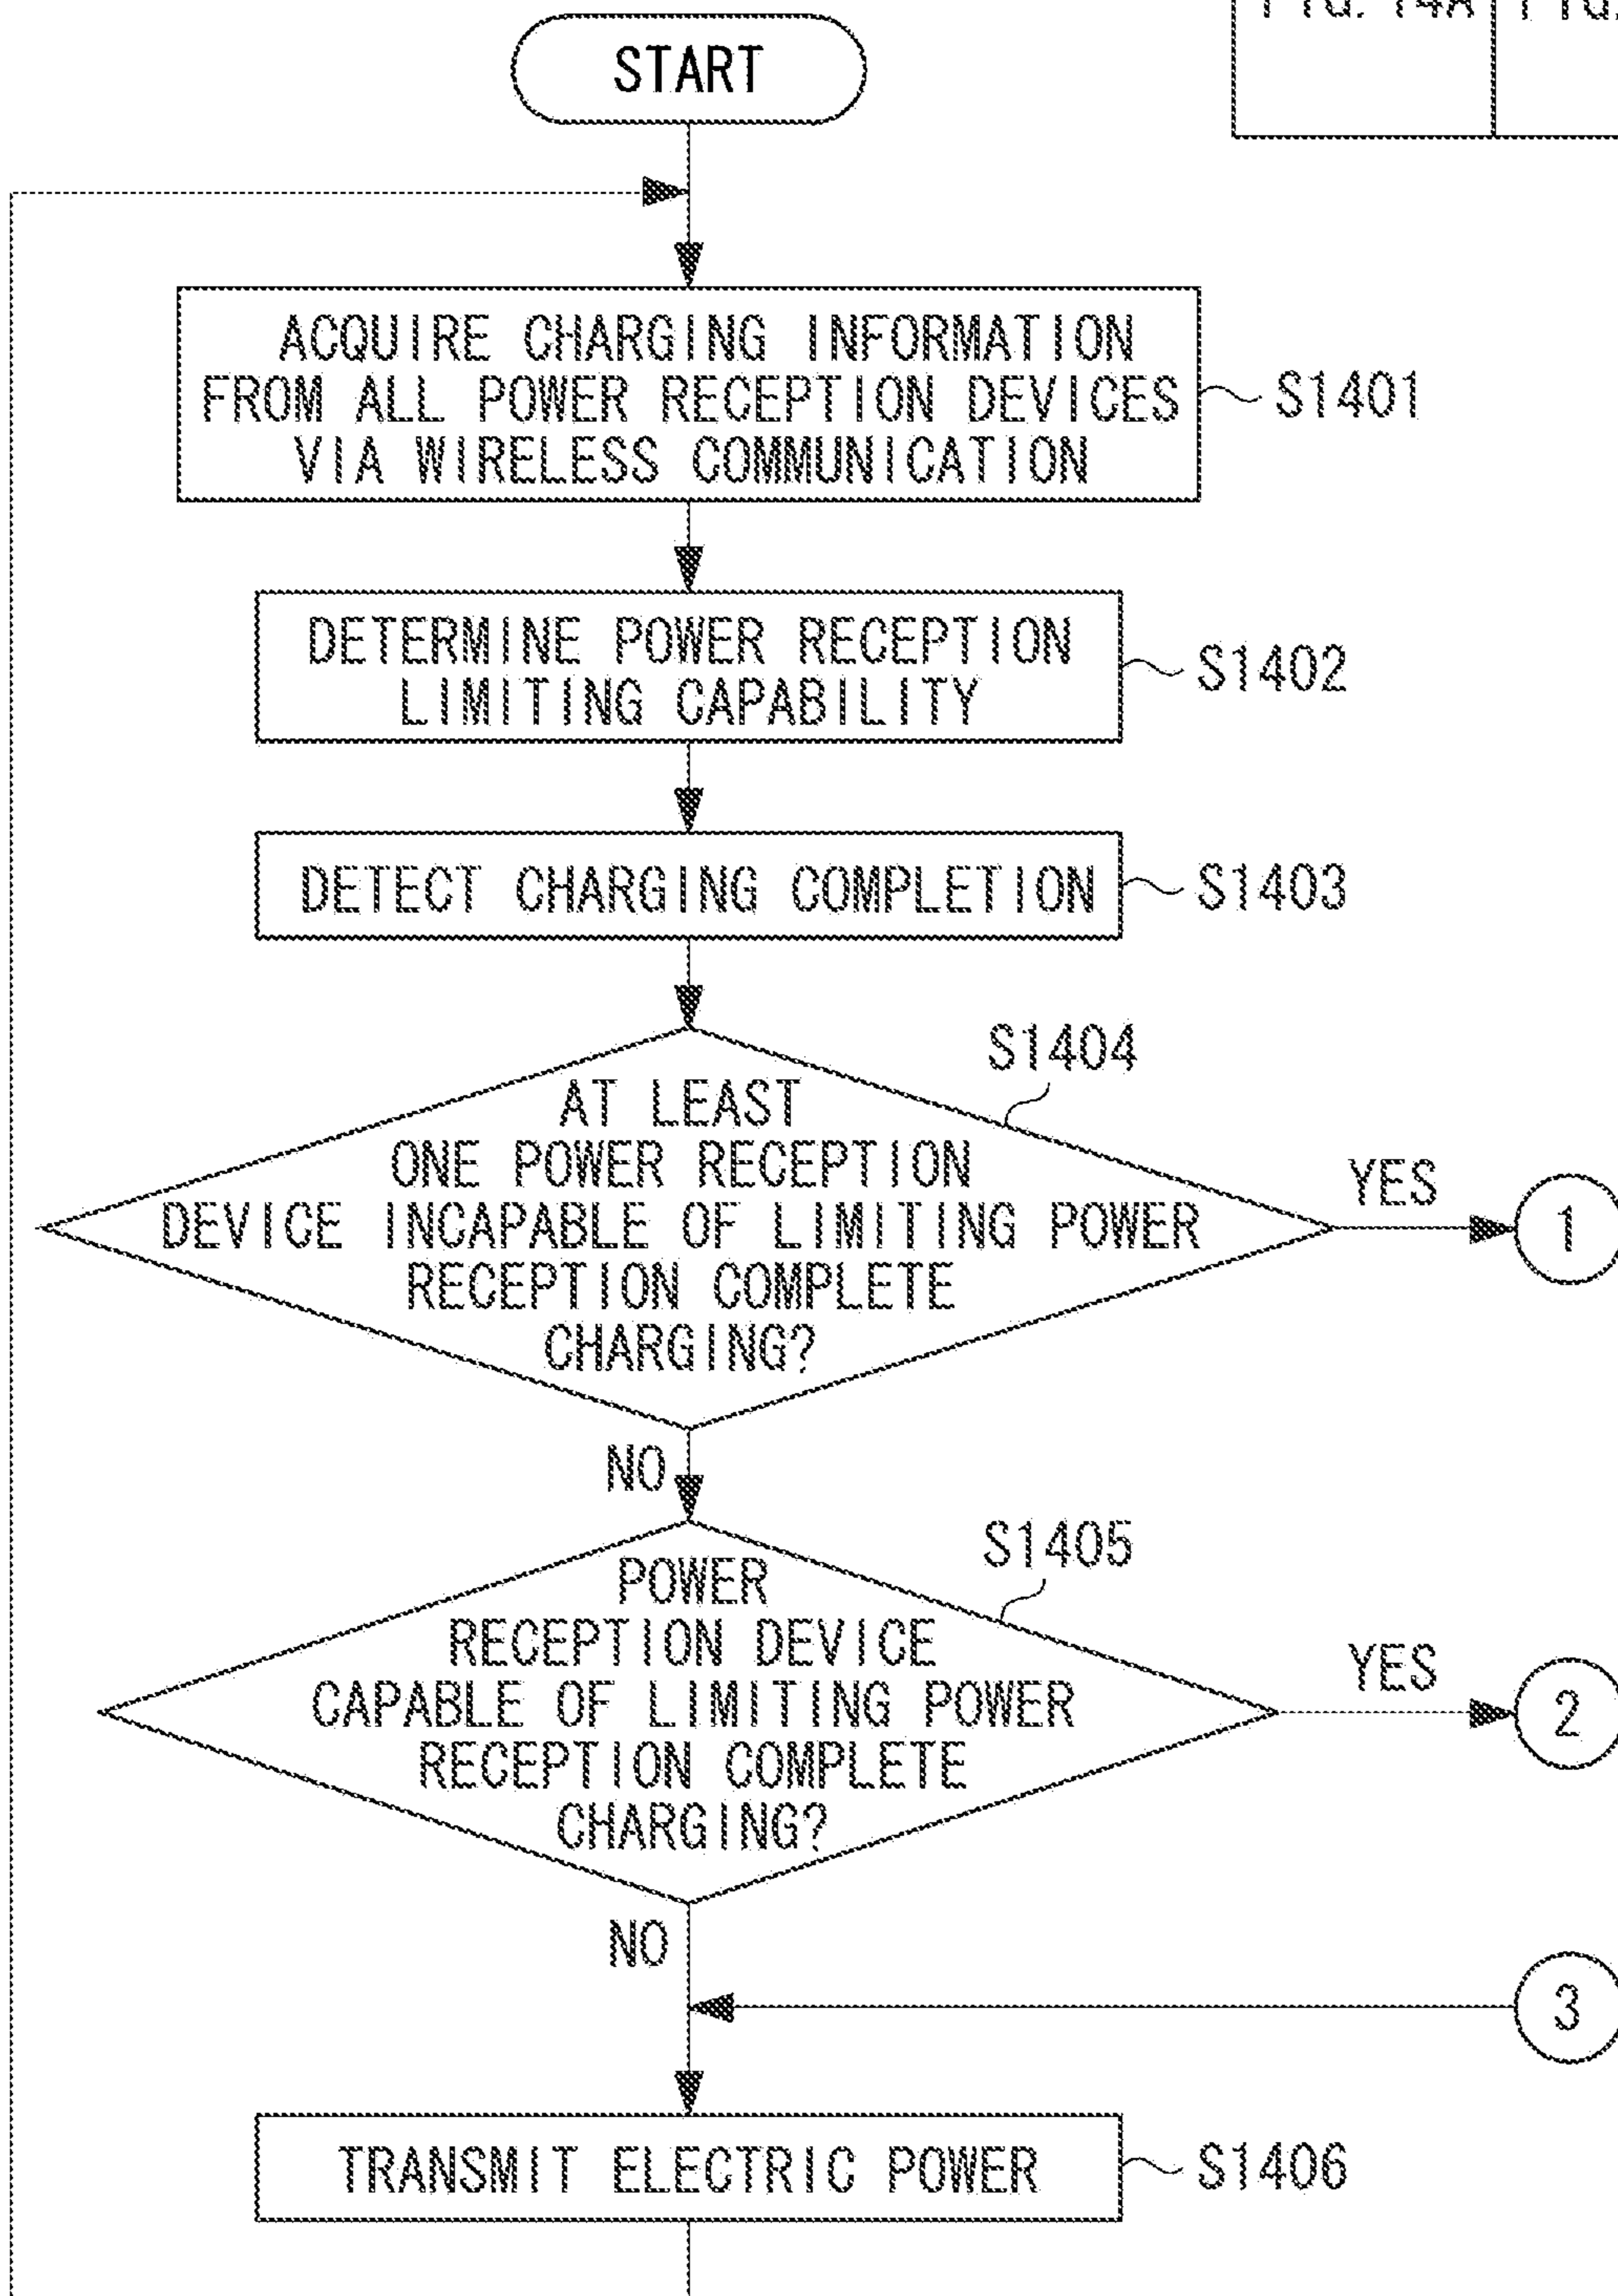 FIG. 14A FIG.
START
ACQUIRE CHARGING INFORMATION
FROM ALL POWER RECEPTION DEVICES
VIA WIRELESS COMMUNICATION
S1401
DETERMINE POWER RECEPTION
LIMITING CAPABILITY
S1402
DETECT CHARGING COMPLETION
S1403
S1404
AT LEAST
ONE POWER RECEPTION
DEVICE INCAPABLE OF LIMITING POWER
RECEPTION COMPLETE
CHARGING?
YES
1
NO
S1405
POWER
RECEPTION DEVICE
CAPABLE OF LIMITING POWER
RECEPTION COMPLETE
CHARGING?
YES
2
NO
3
TRANSMIT ELECTRIC POWER
S1406